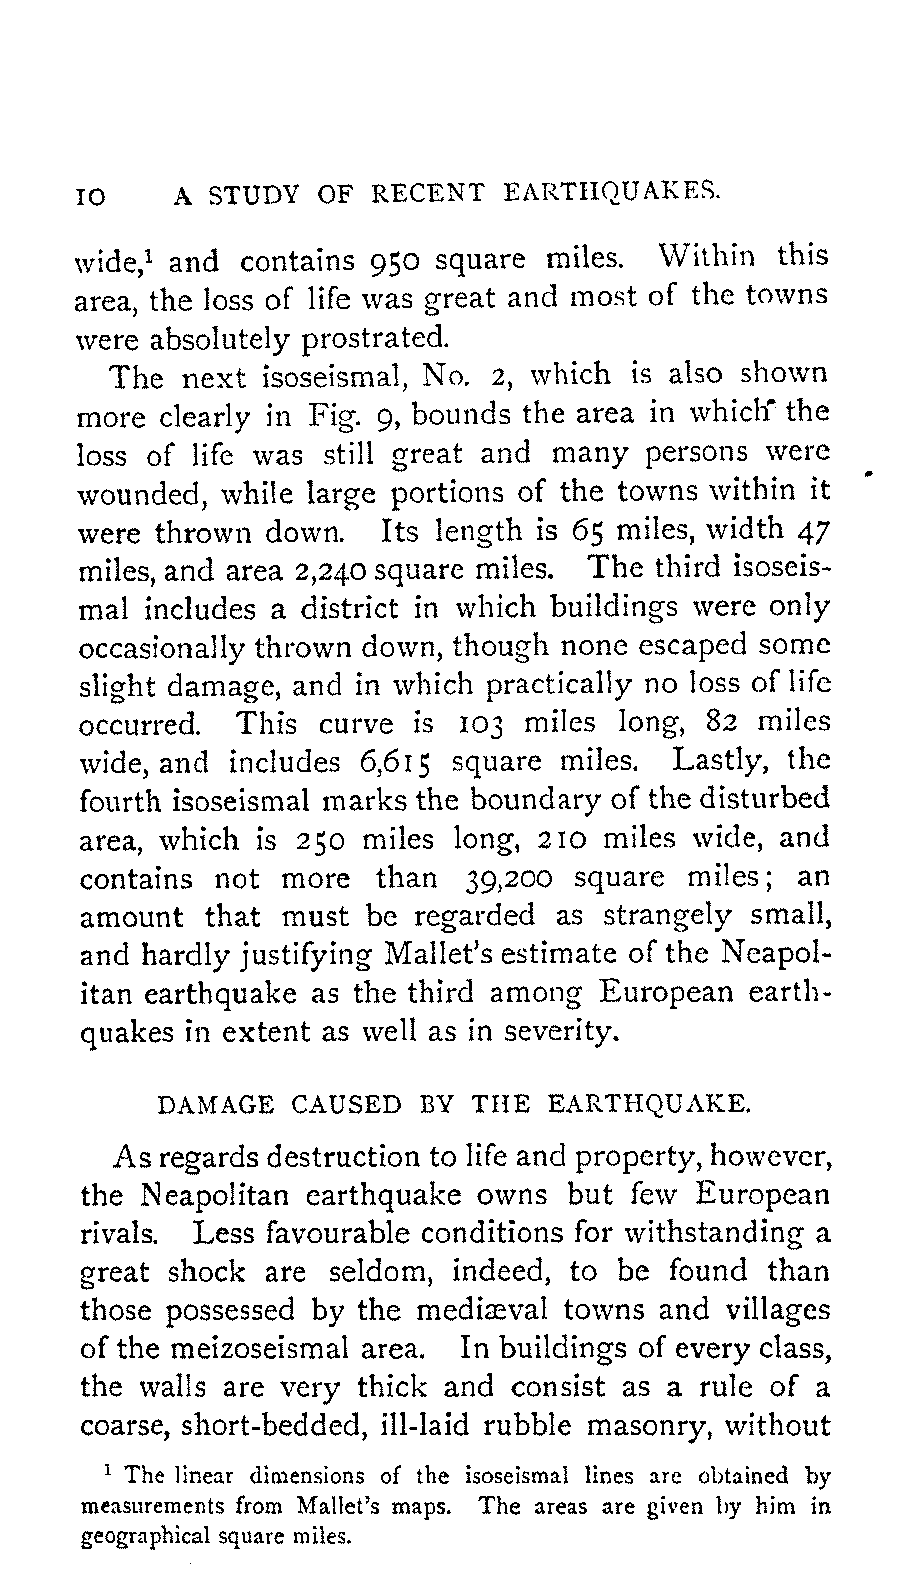 10 A STUDY OF RECENT EARTHQUAKES.
wide,¹ and contains 950 square miles. Within this
area, the loss of life was great and most of the towns
were absolutely prostrated.
The next isoseismal, No. 2, which is also shown
more clearly in Fig. 9, bounds the area in which the
loss of life was still great and many persons were
wounded, while large portions of the towns within it
were thrown down. Its length is 65 miles, width 47
miles, and area 2,240 square miles. The third isoseis-
mal includes a district in which buildings were only
occasionally thrown down, though none escaped some
slight damage, and in which practically no loss of life
occurred. This curve is 103 miles long, 82 miles
wide, and includes 6,615 square miles. Lastly, the
fourth isoseismal marks the boundary of the disturbed
area, which is 250 miles long, 210 miles wide, and
contains not more than 39,200 square miles; an
amount that must be regarded as strangely small,
and hardly justifying Mallet's estimate of the Neapol-
itan earthquake as the third among European earth-
quakes in extent as well as in severity.
DAMAGE CAUSED BY THE EARTHQUAKE.
As regards destruction to life and property, however,
the Neapolitan earthquake owns but few European
rivals. Less favourable conditions for withstanding a
great shock are seldom, indeed, to be found than
those possessed by the mediæval towns and villages
of the meizoseismal area. In buildings of every class,
the walls are very thick and consist as a rule of a
coarse, short-bedded, ill-laid rubble masonry, without
¹ The linear dimensions of the isoseismal lines are obtained by
measurements from Mallet's maps. The areas are given by him in
geographical square miles.